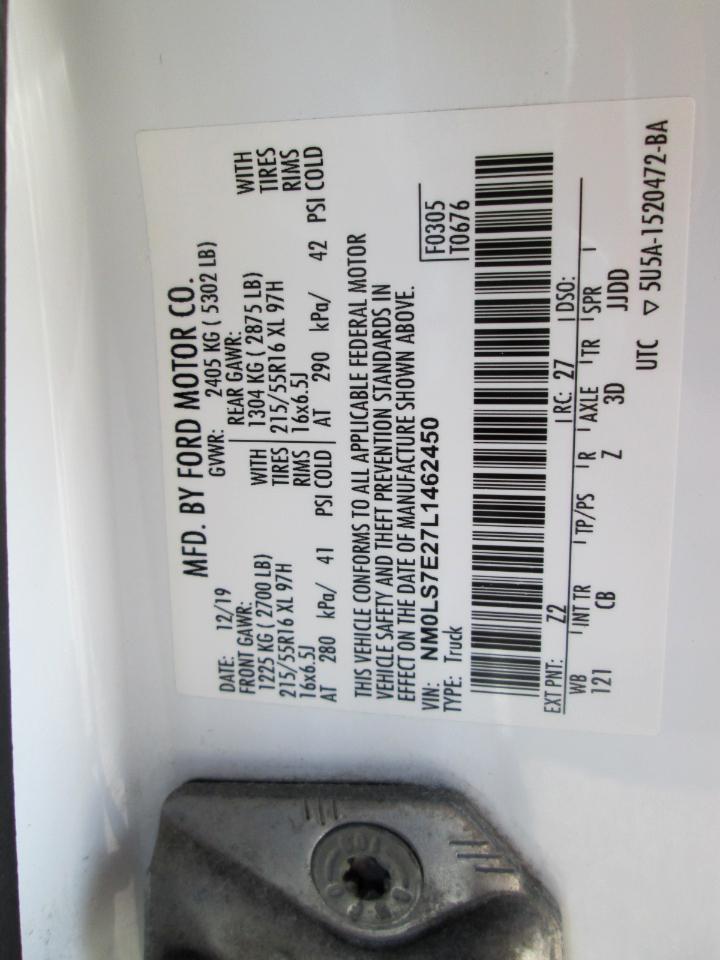 MFD. BY FORD MOTOR CO.
DATE: 12/19 GVWR: 2405 KG ( 5302 LB)
FRONT GAWR: REAR GAWR:
1225 KG ( 2700 LB) WITH 1304 KG ( 2875 LB) WITH
215/55R16 XL 97H TIRES 215/55R16 XL 97H TIRES
16x6.5J RIMS 16x6.5J RIMS
AT 280 kPa/ 41 PSI COLD AT 290 kPa/ 42 PSI COLD
THIS VEHICLE CONFORMS TO ALL APPLICABLE FEDERAL MOTOR
VEHICLE SAFETY AND THEFT PREVENTION STANDARDS IN
EFFECT ON THE DATE OF MANUFACTURE SHOWN ABOVE.
VIN: NM0LS7E27L1462450 F0305
TYPE: Truck T0676
EXT PNT: Z2 RC: 27 DSO:
WB INT TR TP/PS R AXLE TR SPR
121 CB Z 3D JJDD
UTC ▽ 5U5A-1520472-BA